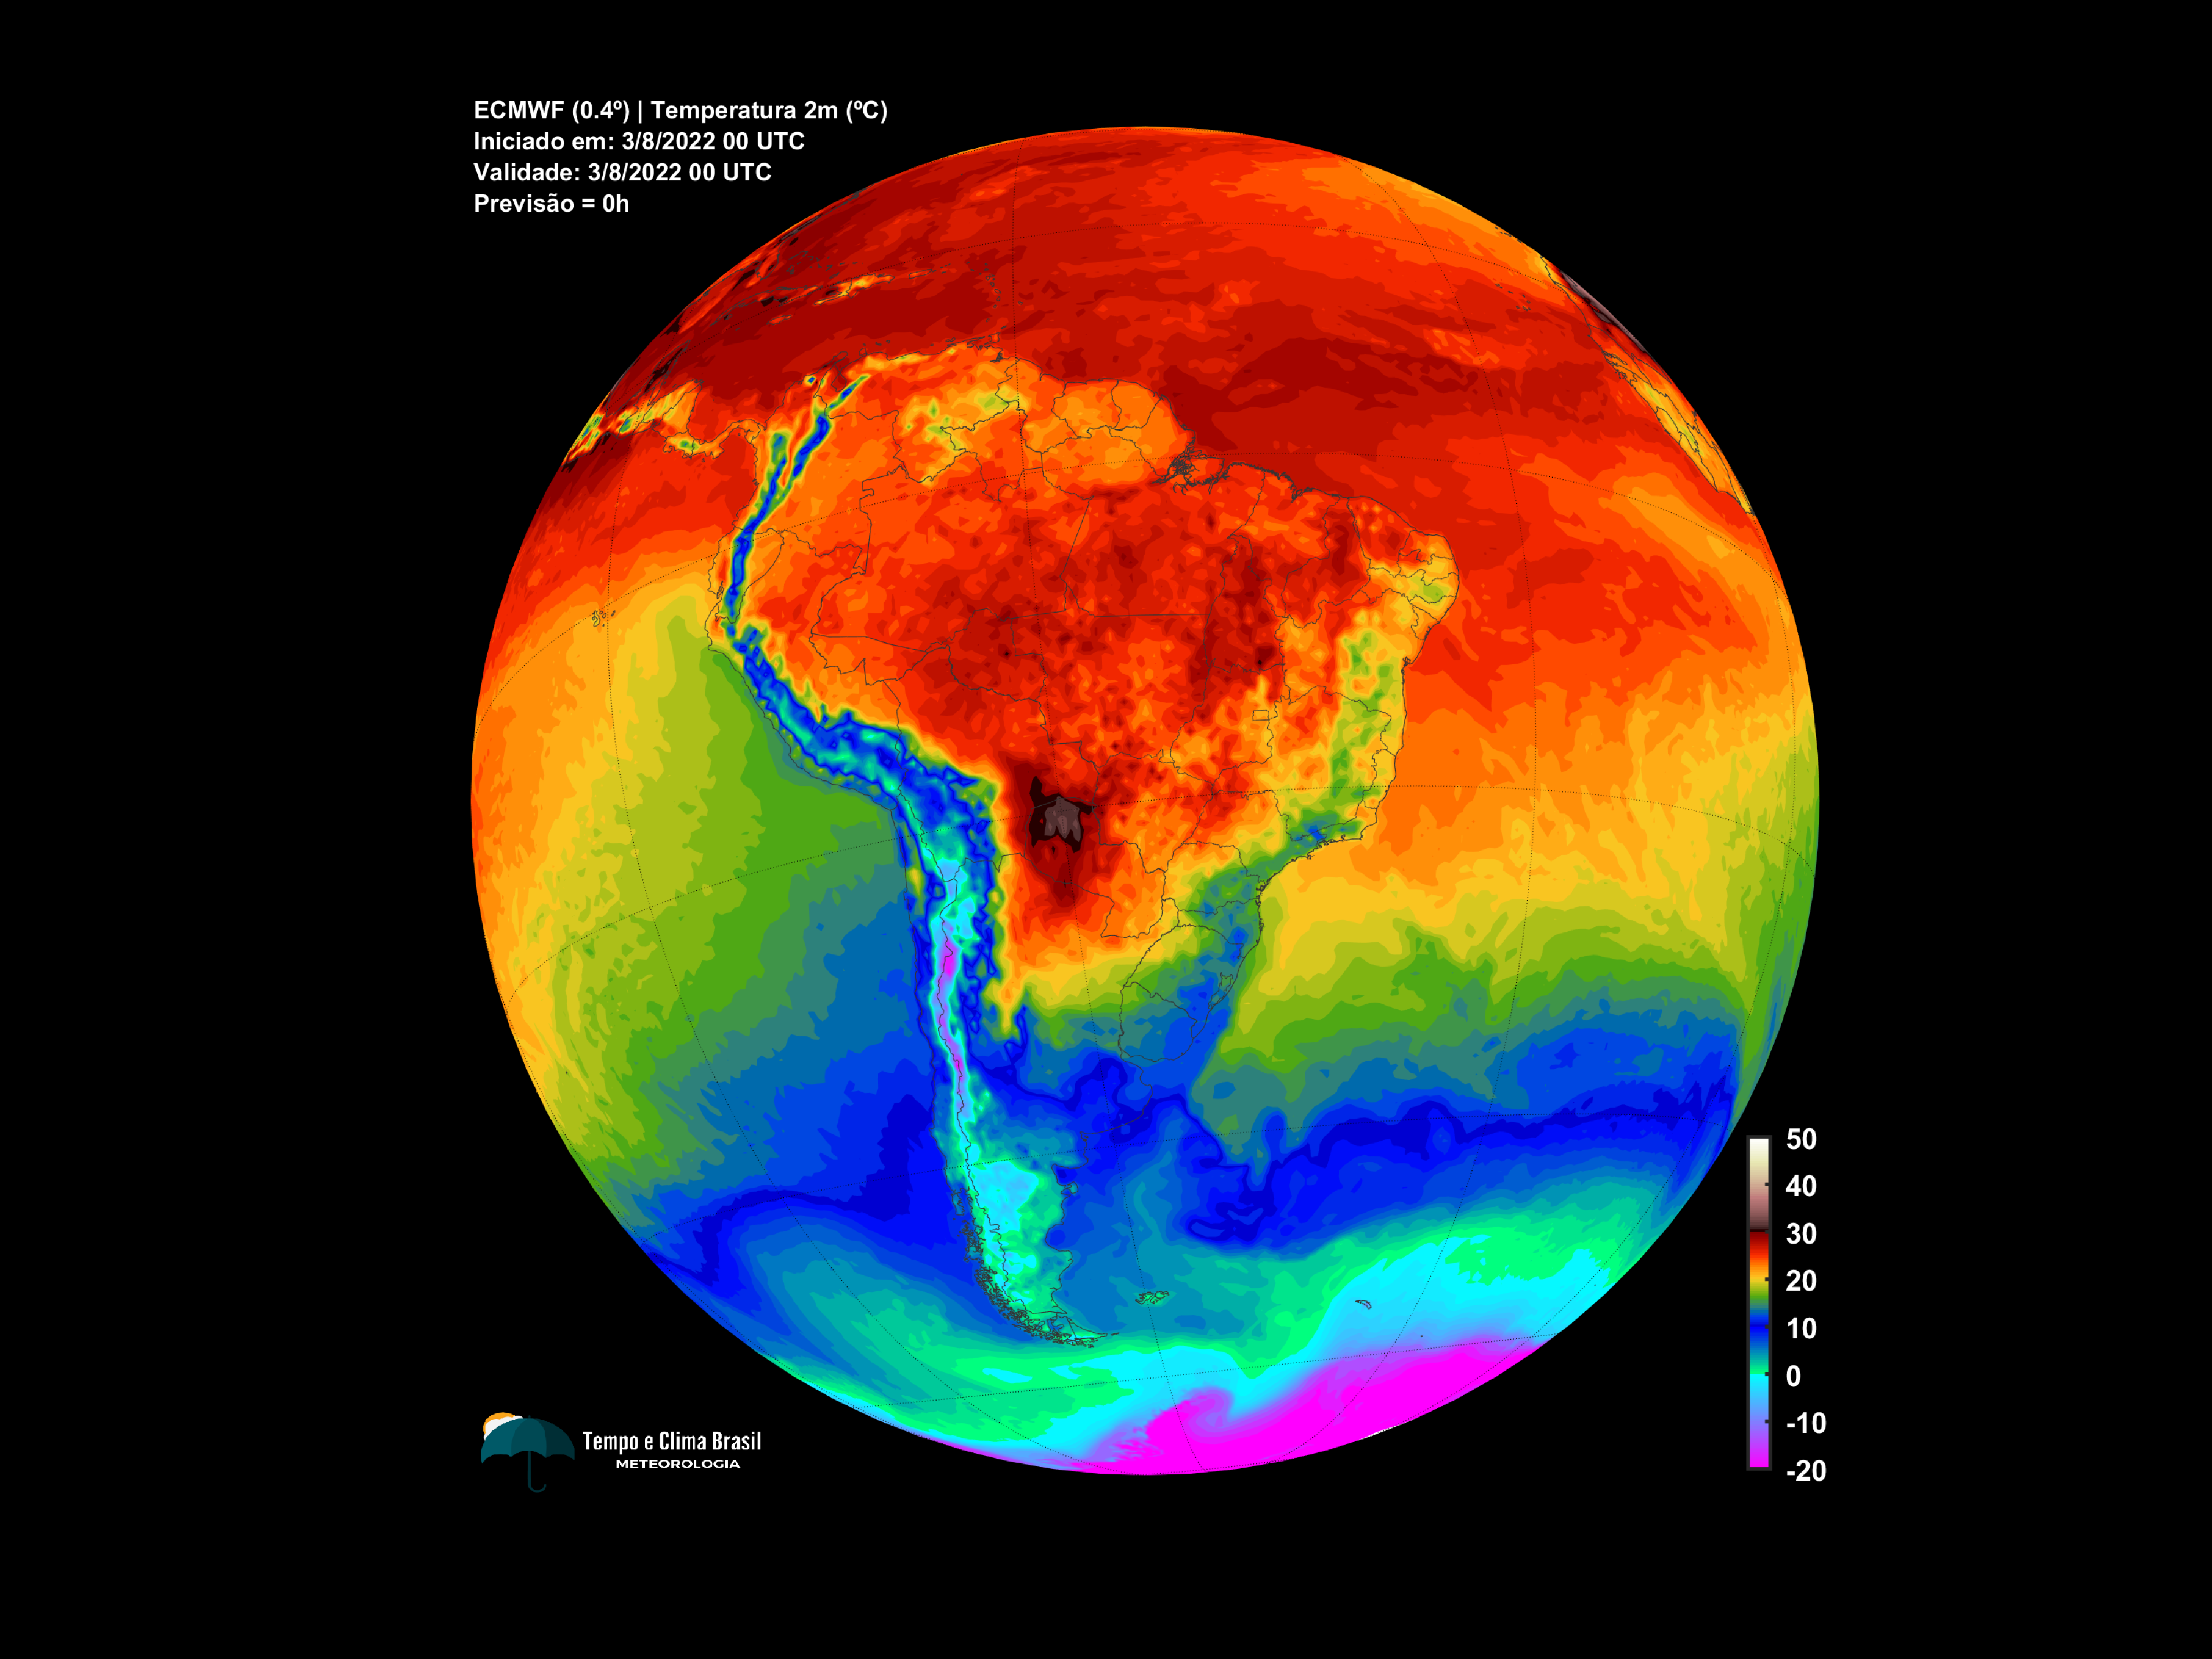 ECMWF (0.4º) | Temperatura 2m (ºC)
Iniciado em: 3/8/2022 00 UTC
Validade: 3/8/2022 00 UTC
Previsão = 0h
50
40
30
20
10
0
-10
-20
Tempo e Clima Brasil
METEOROLOGIA